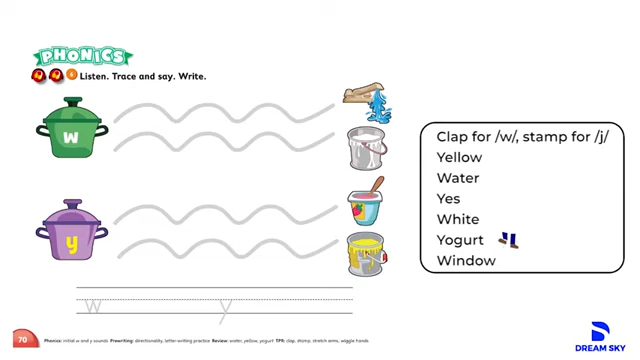 PHONICS
6 Listen. Trace and say. Write.
w
y
w y
70 Phonics: initial w and y sounds Prewriting: directionality, letter-writing practice Review: water, yellow, yogurt TPR: clap, stomp, stretch arms, wiggle hands.
Clap for /w/, stamp for /j/
Yellow
Water
Yes
White
Yogurt
Window
DREAM SKY